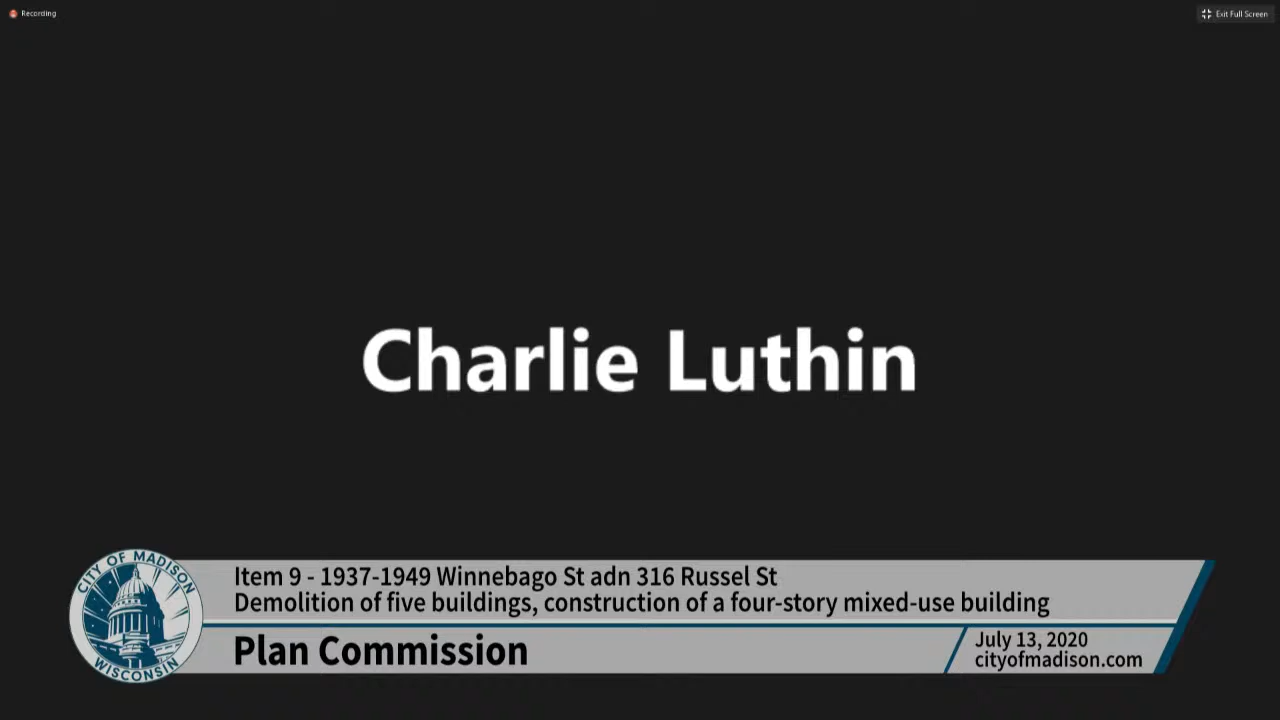 Recording
Exit Full Screen
Charlie Luthin
CITY OF MADISON
WISCONSIN
Item 9 - 1937-1949 Winnebago St adn 316 Russel St
Demolition of five buildings, construction of a four-story mixed-use building
Plan Commission
July 13, 2020
cityofmadison.com